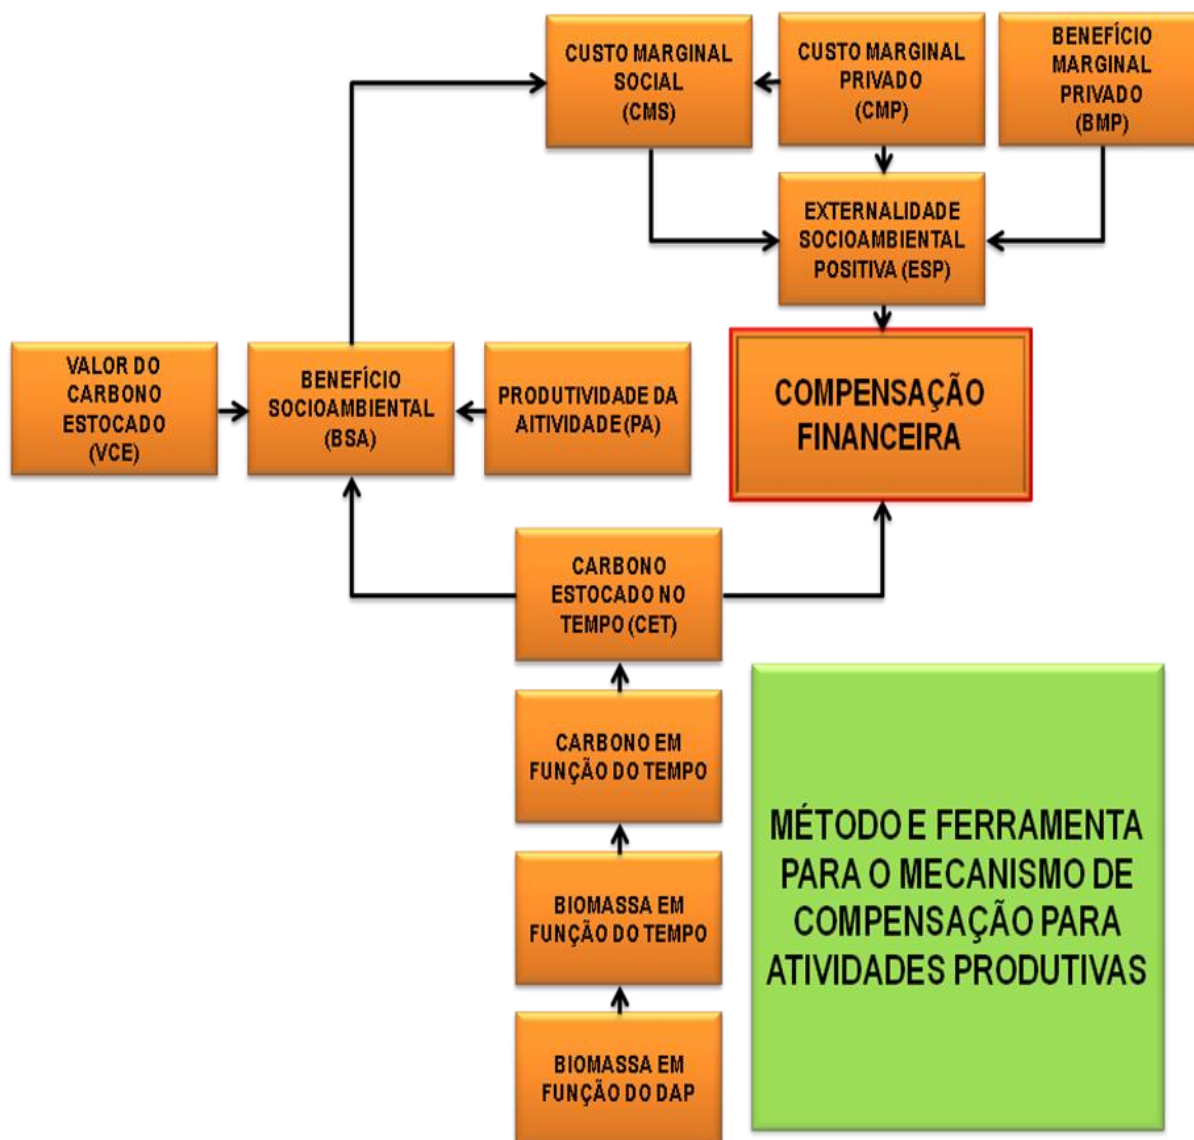 CUSTO MARGINAL
SOCIAL
(CMS)
CUSTO MARGINAL
PRIVADO
(CMP)
BENEFÍCIO
MARGINAL
PRIVADO
(BMP)
EXTERNALIDADE
SOCIOAMBIENTAL
POSITIVA (ESP)
VALOR DO
CARBONO
ESTOCADO
(VCE)
BENEFÍCIO
SOCIOAMBIENTAL
(BSA)
PRODUTIVIDADE DA
AITIVIDADE (PA)
COMPENSAÇÃO
FINANCEIRA
CARBONO
ESTOCADO NO
TEMPO (CET)
CARBONO EM
FUNÇÃO DO TEMPO
BIOMASSA EM
FUNÇÃO DO TEMPO
BIOMASSA EM
FUNÇÃO DO DAP
MÉTODO E FERRAMENTA
PARA O MECANISMO DE
COMPENSAÇÃO PARA
ATIVIDADES PRODUTIVAS